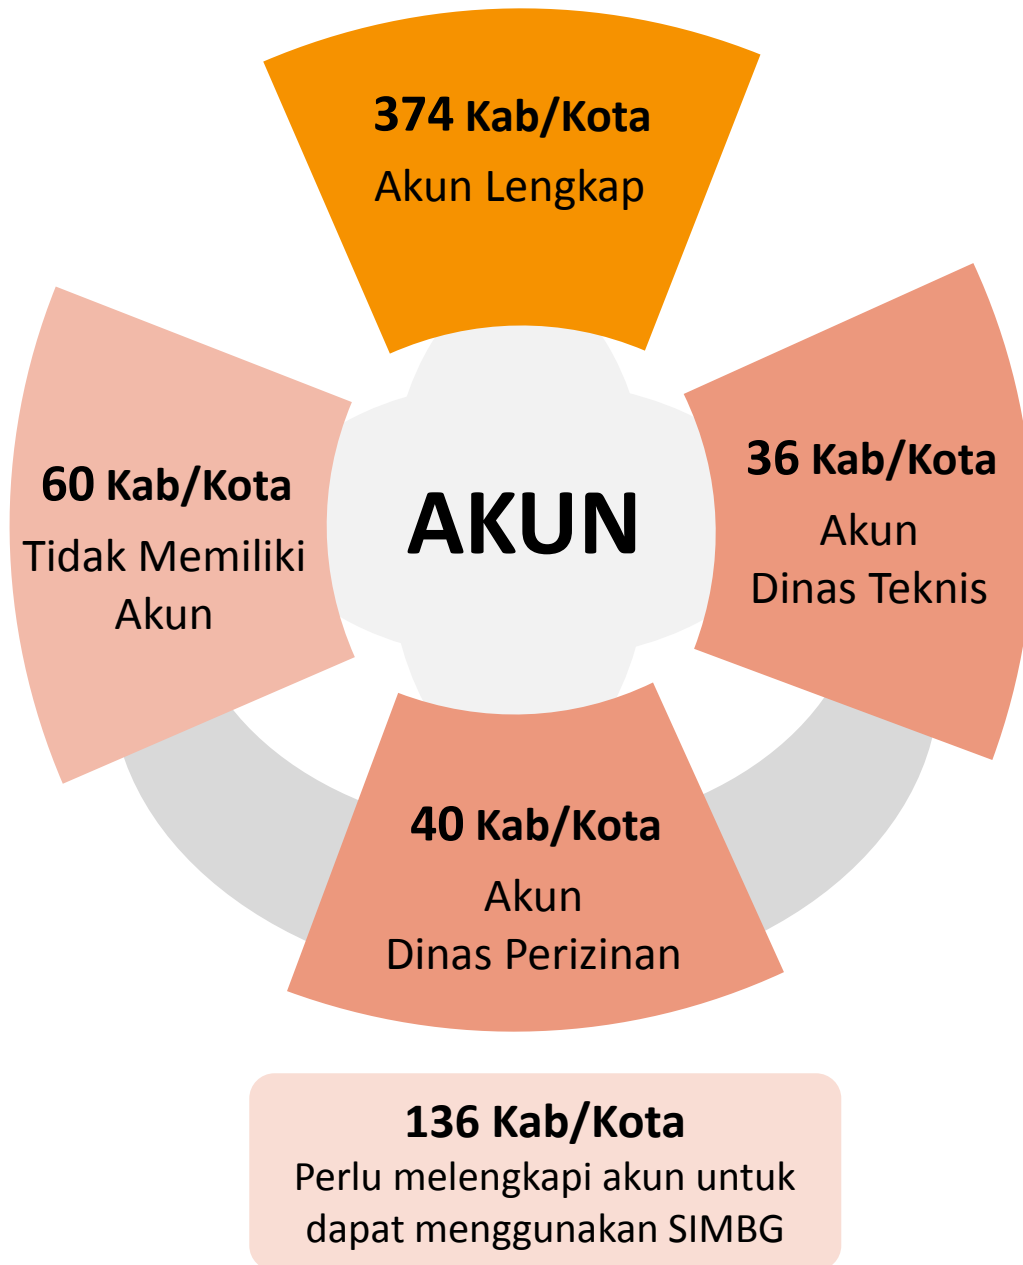 374 Kab/Kota
Akun Lengkap
60 Kab/Kota
Tidak Memiliki
Akun
AKUN
36 Kab/Kota
Akun
Dinas Teknis
40 Kab/Kota
Akun
Dinas Perizinan
136 Kab/Kota
Perlu melengkapi akun untuk
dapat menggunakan SIMBG